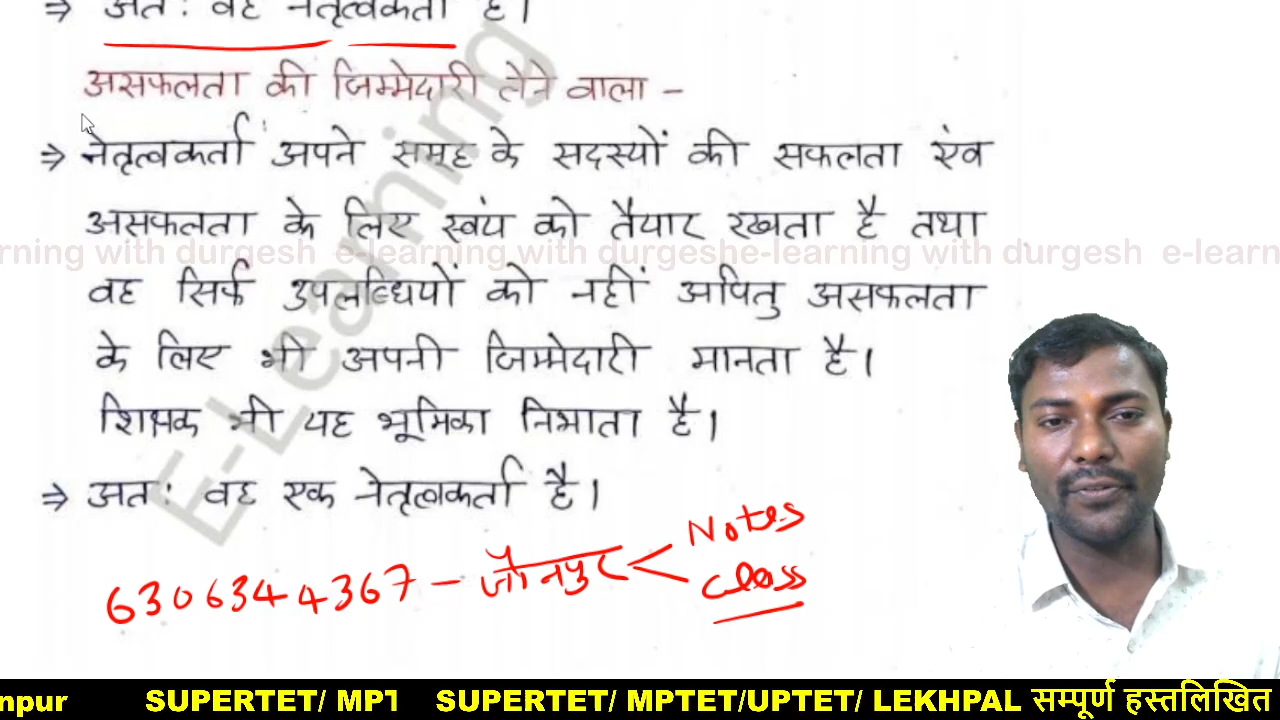 ⇒ अतः वह नेतृत्वकर्ता है।
असफलता की जिम्मेदारी लेने वाला -
⇒ नेतृत्वकर्ता अपने समूह के सदस्यों की सफलता एंव
असफलता के लिए स्वंय को तैयार रखता है तथा
rning with durgesh e-learning with durgeshe-learning with durgesh e-learn
वह सिर्फ उपलब्धियों को नहीं अपितु असफलता
के लिए भी अपनी जिम्मेदारी मानता है।
शिक्षक भी यह भूमिका निभाता है।
⇒ अतः वह एक नेतृत्वकर्ता है।
E-Learning
6306344367 - जौनपुर < Notes
Class
npur SUPERTET/ MP1 SUPERTET/ MPTET/UPTET/ LEKHPAL सम्पूर्ण हस्तलिखित